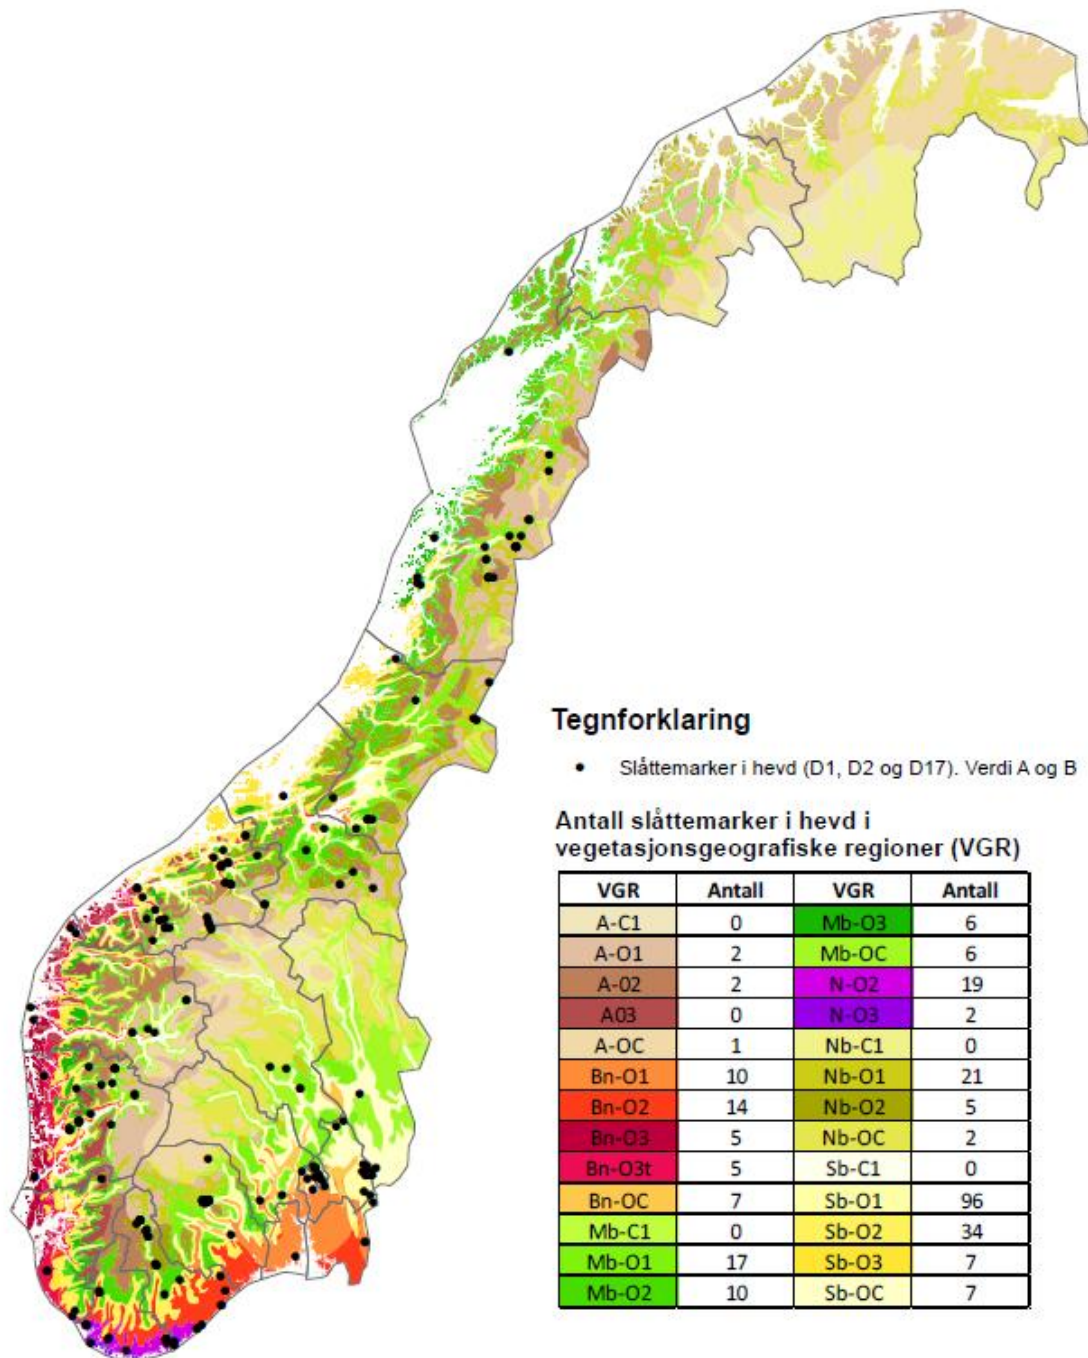 Tegnforklaring
• Slåttemarker i hevd (D1, D2 og D17). Verdi A og B
Antall slåttemarker i hevd i
vegetasjonsgeografiske regioner (VGR)
VGR Antall VGR Antall
A-C1 0 Mb-O3 6
A-O1 2 Mb-OC 6
A-02 2 N-O2 19
A03 0 N-O3 2
A-OC 1 Nb-C1 0
Bn-O1 10 Nb-O1 21
Bn-O2 14 Nb-O2 5
Bn-O3 5 Nb-OC 2
Bn-O3t 5 Sb-C1 0
Bn-OC 7 Sb-O1 96
Mb-C1 0 Sb-O2 34
Mb-O1 17 Sb-O3 7
Mb-O2 10 Sb-OC 7